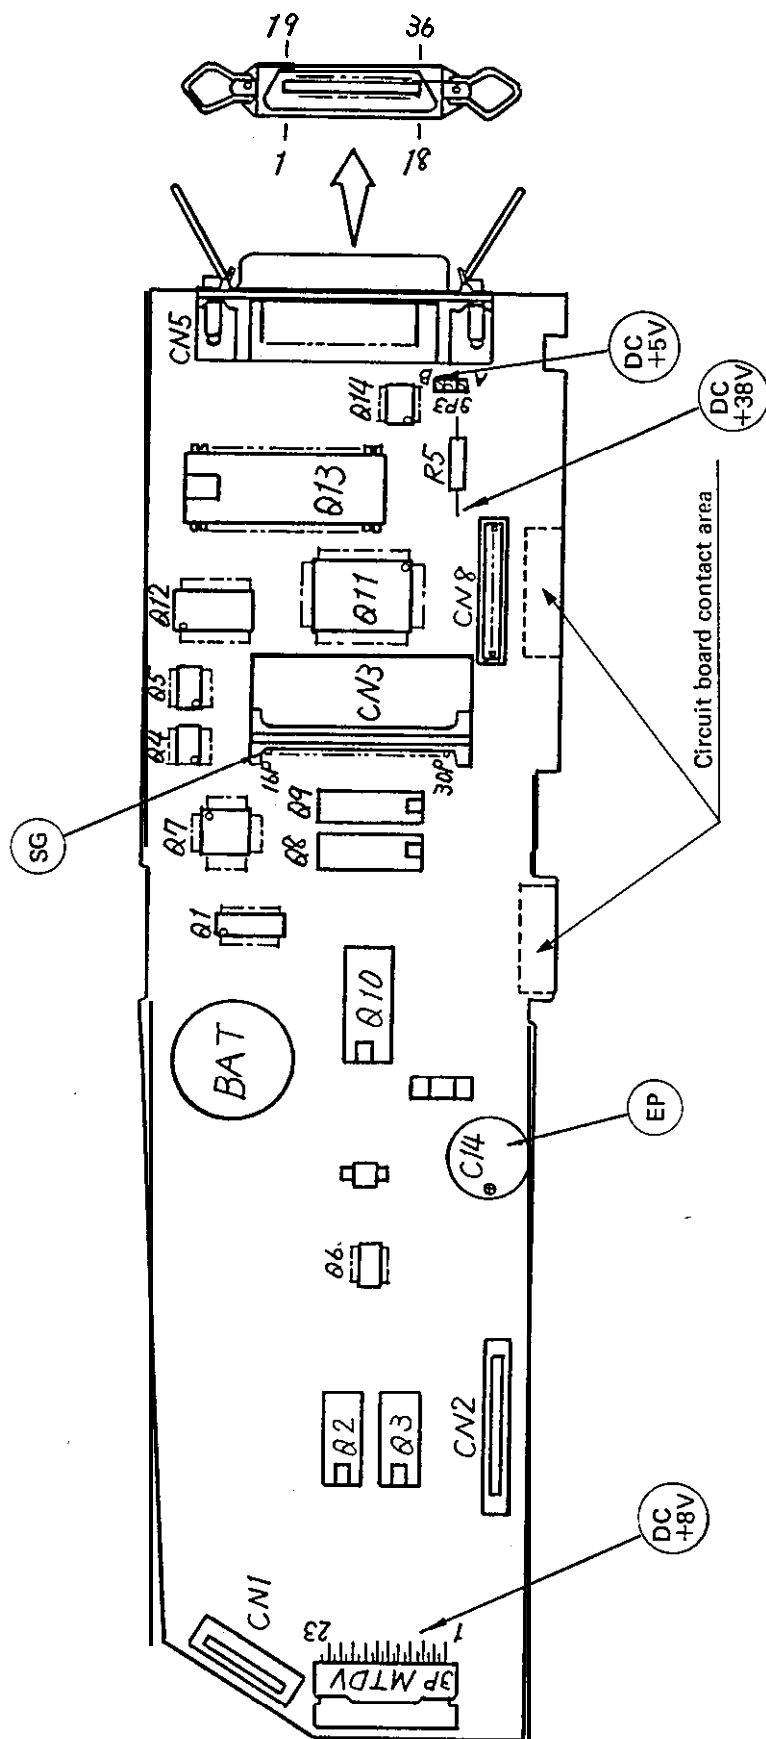 19
36
1
18
CN5
DC
+5V
Q14
B
A
SP3
DC
+38V
R5
Q13
Q12
Q11
CN8
Circuit board contact area
Q5
Q4
CN3
16P
30P
SG
Q7
Q9
Q8
Q1
Q10
BAT
C14
EP
Q6
Q2
Q3
CN2
DC
+8V
CN1
23
1
3P MTDV